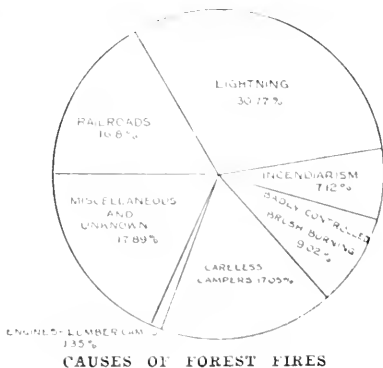 LIGHTNING
30.77%
RAILROADS
16.8%
INCENDIARISM
7.12%
MISCELLANEOUS
AND
UNKNOWN
17.89%
BADLY CONTROLLED
BRUSH BURNING
9.02%
CARELESS
CAMPERS 17.05%
ENGINES-LUMBER CAMPS
1.35%
CAUSES OF FOREST FIRES